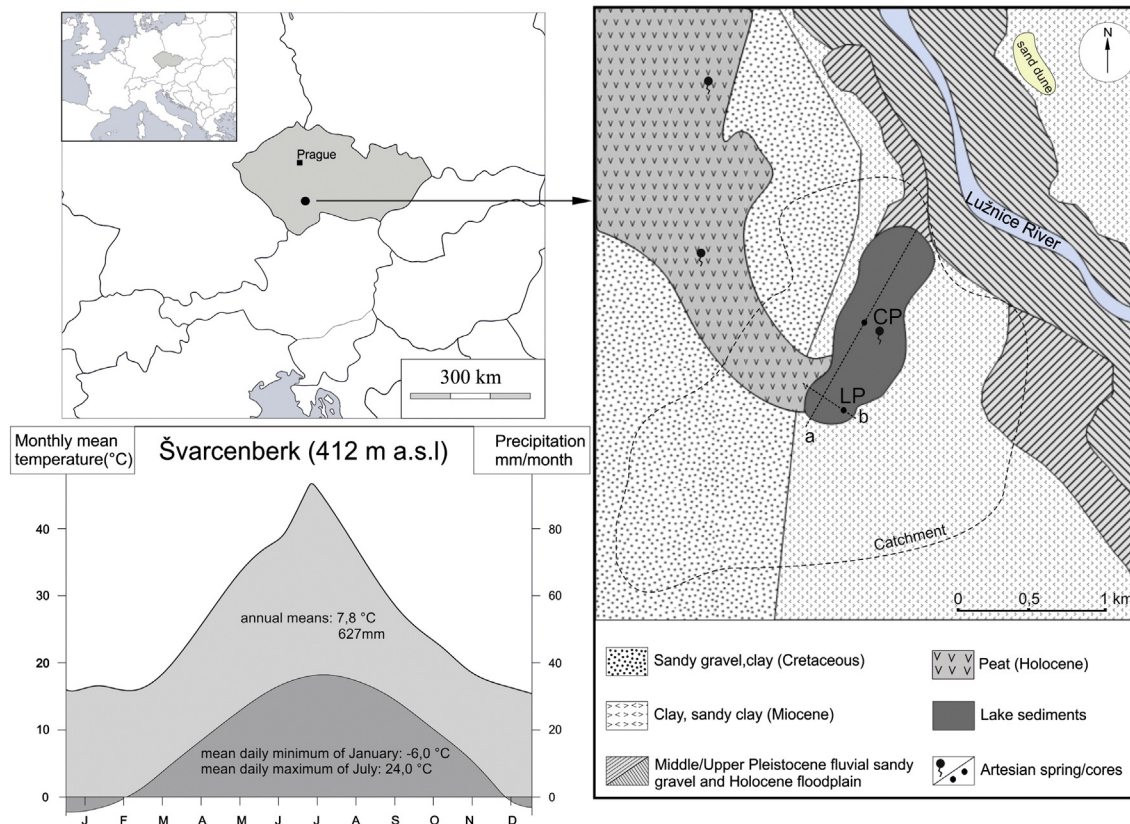 Prague
300 km
Monthly mean
temperature(°C)
Švarcenberk (412 m a.s.l)
Precipitation
mm/month
40
30
20
10
0
80
60
40
20
0
annual means: 7,8 °C
627mm
mean daily minimum of January: -6,0 °C
mean daily maximum of July: 24,0 °C
J F M A M J J A S O N D
N
sand dune
Lužnice River
CP
LP
a
b
Catchment
0 0,5 1 km
Sandy gravel,clay (Cretaceous)
Peat (Holocene)
Clay, sandy clay (Miocene)
Lake sediments
Middle/Upper Pleistocene fluvial sandy
gravel and Holocene floodplain
Artesian spring/cores